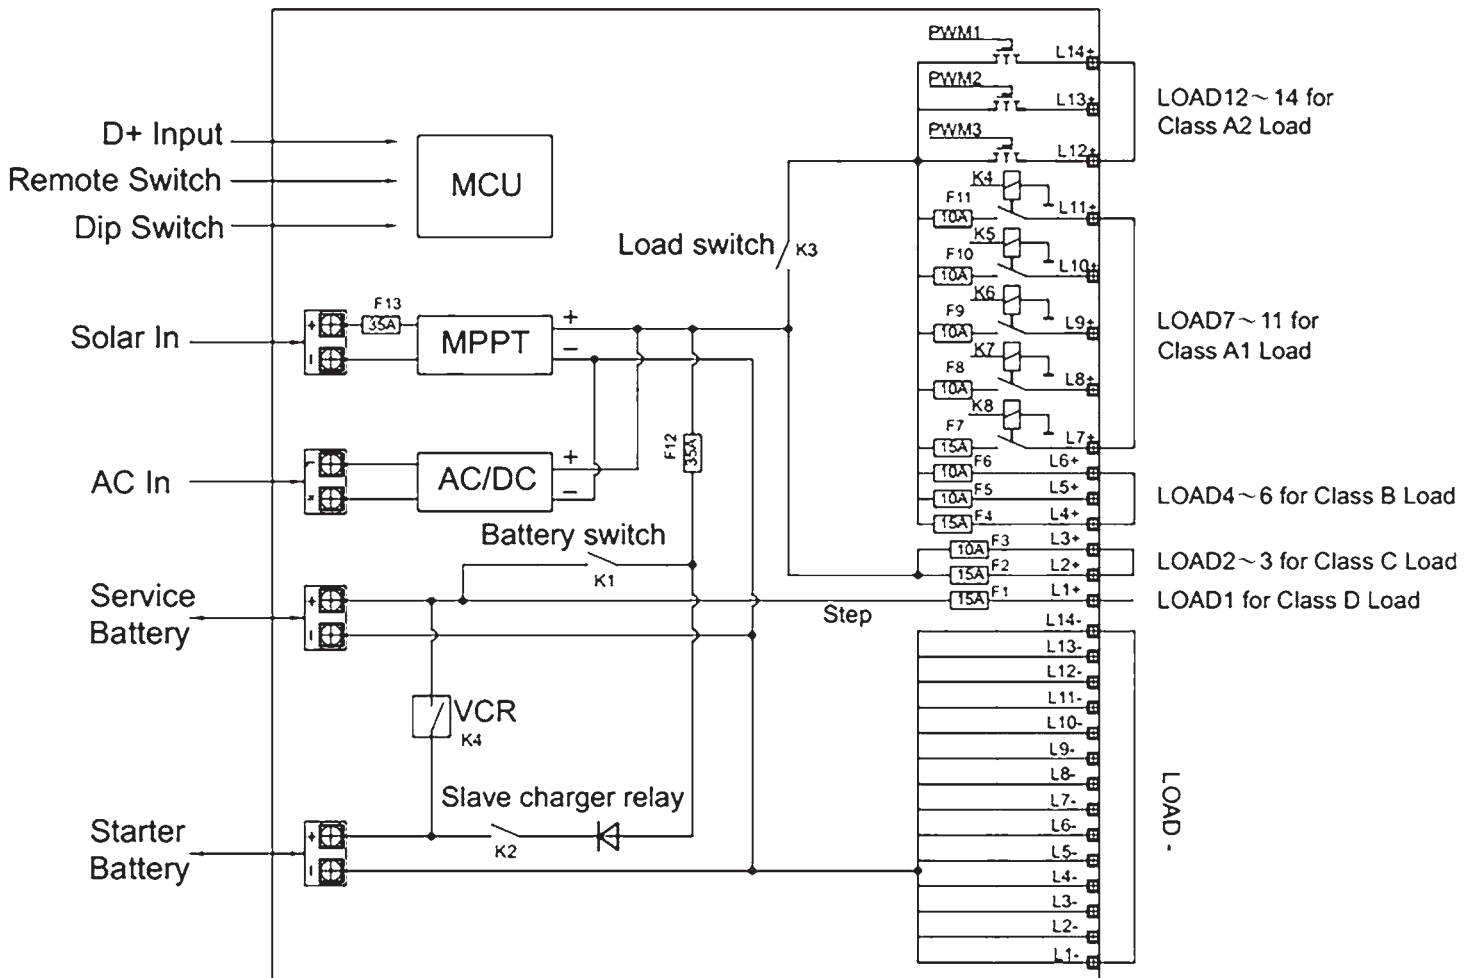 PWM1
L14+
PWM2
L13+
LOAD12~14 for
Class A2 Load
D+ Input
Remote Switch
Dip Switch
MCU
PWM3
L12+
K4
F11
10A
L11+
Load switch
K3
K5
F10
10A
L10+
Solar In
+
F13
35A
MPPT
+
−
K6
F9
10A
L9+
LOAD7~11 for
Class A1 Load
K7
F8
10A
L8+
K8
F7
15A
L7+
AC In
AC/DC
+
−
F12
35A
10A
F6
L6+
10A
F5
L5+
15A
F4
L4+
LOAD4~6 for Class B Load
Battery switch
K1
10A
F3
L3+
15A
F2
L2+
LOAD2~3 for Class C Load
Service
Battery
+
Step
15A
F1
L1+
LOAD1 for Class D Load
L14-
L13-
L12-
L11-
L10-
L9-
L8-
L7-
L6-
L5-
L4-
L3-
L2-
L1-
LOAD -
VCR
K4
Slave charger relay
K2
Starter
Battery
+